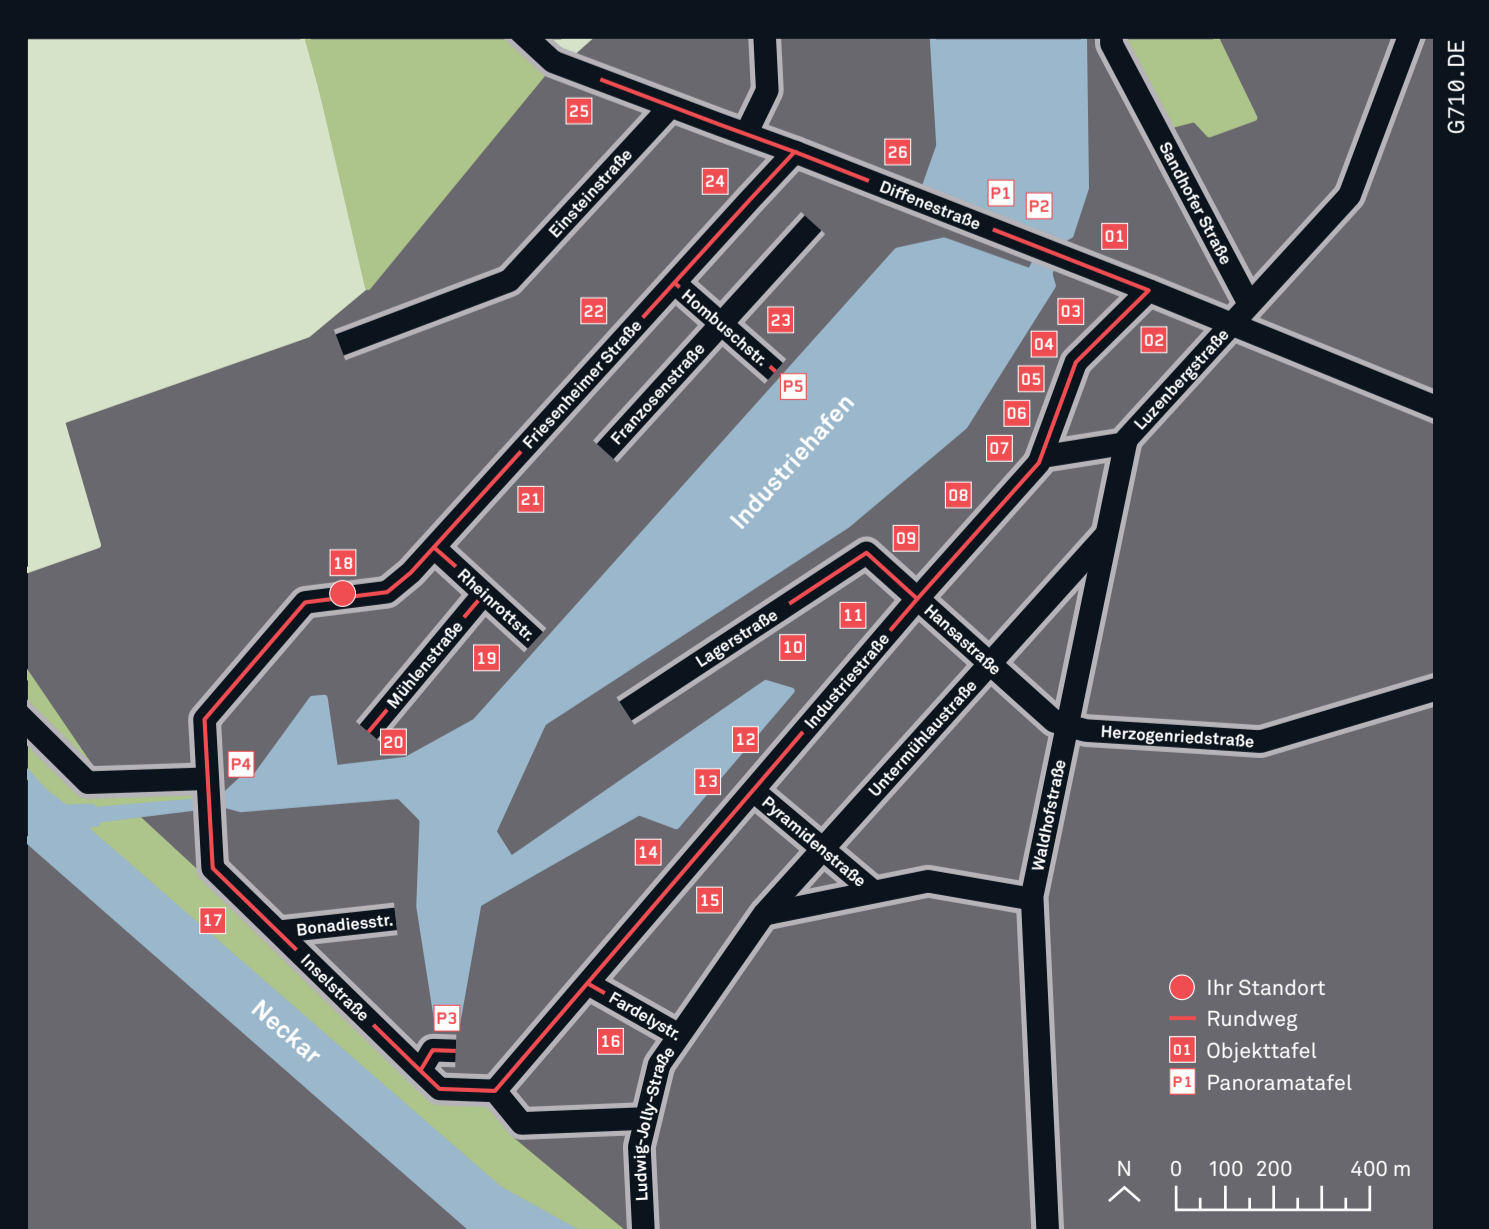 G710.DE
25
26
24
Einsteinstraße
Diffenestraße
P1
P2
01
Sandhofer Straße
22
Hombuschstr.
23
03
02
04
05
06
07
08
09
Luzenbergstraße
Friesenheimer Straße
Franzosenstraße
P5
Industriehafen
21
18
Rheinrottstr.
Mühlenstraße
19
20
P4
Lagerstraße
11
10
Hansastraße
Industriestraße
12
13
Untermühlaustraße
Herzogenriedstraße
Pyramidenstraße
Waldhofstraße
14
15
17
Bonadiesstr.
Inselstraße
Neckar
P3
Fardelystr.
16
Ludwig-Jolly-Straße
Ihr Standort
Rundweg
01 Objekttafel
P1 Panoramatafel
N 0 100 200 400 m